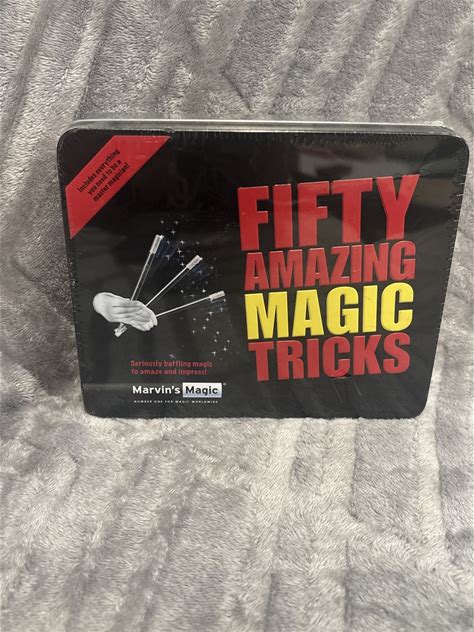 Includes everything
you need to be a
master magician!
FIFTY
AMAZING
MAGIC
TRICKS
Seriously baffling magic
to amaze and impress!
Marvin's Magic®
NUMBER ONE FOR MAGIC WORLDWIDE